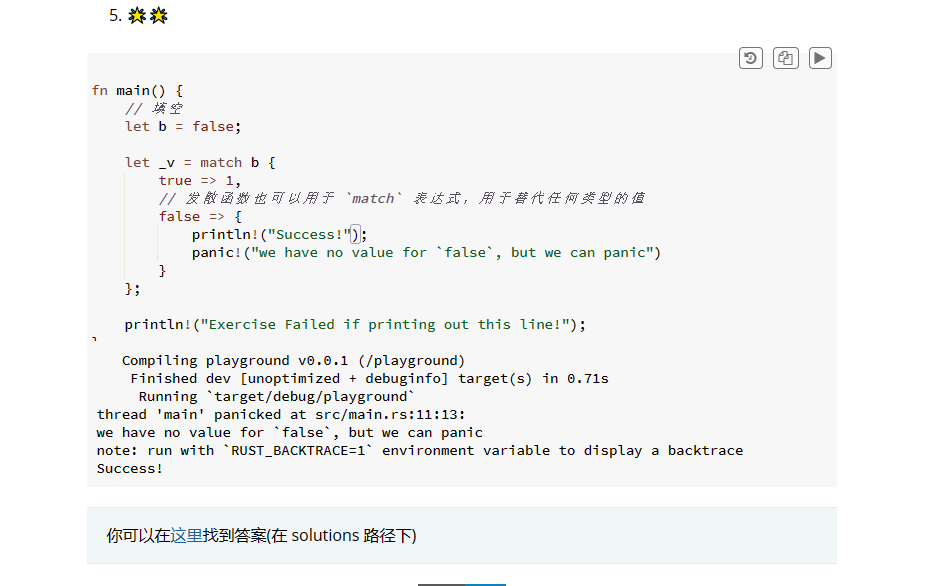 5. 🌟🌟
fn main() {
    // 填空
    let b = false;

    let _v = match b {
        true => 1,
        // 发散函数也可以用于 `match` 表达式，用于替代任何类型的值
        false => {
            println!("Success!");
            panic!("we have no value for `false`, but we can panic")
        }
    };

    println!("Exercise Failed if printing out this line!");
}
   Compiling playground v0.0.1 (/playground)
    Finished dev [unoptimized + debuginfo] target(s) in 0.71s
     Running `target/debug/playground`
thread 'main' panicked at src/main.rs:11:13:
we have no value for `false`, but we can panic
note: run with `RUST_BACKTRACE=1` environment variable to display a backtrace
Success!
你可以在这里找到答案(在 solutions 路径下)